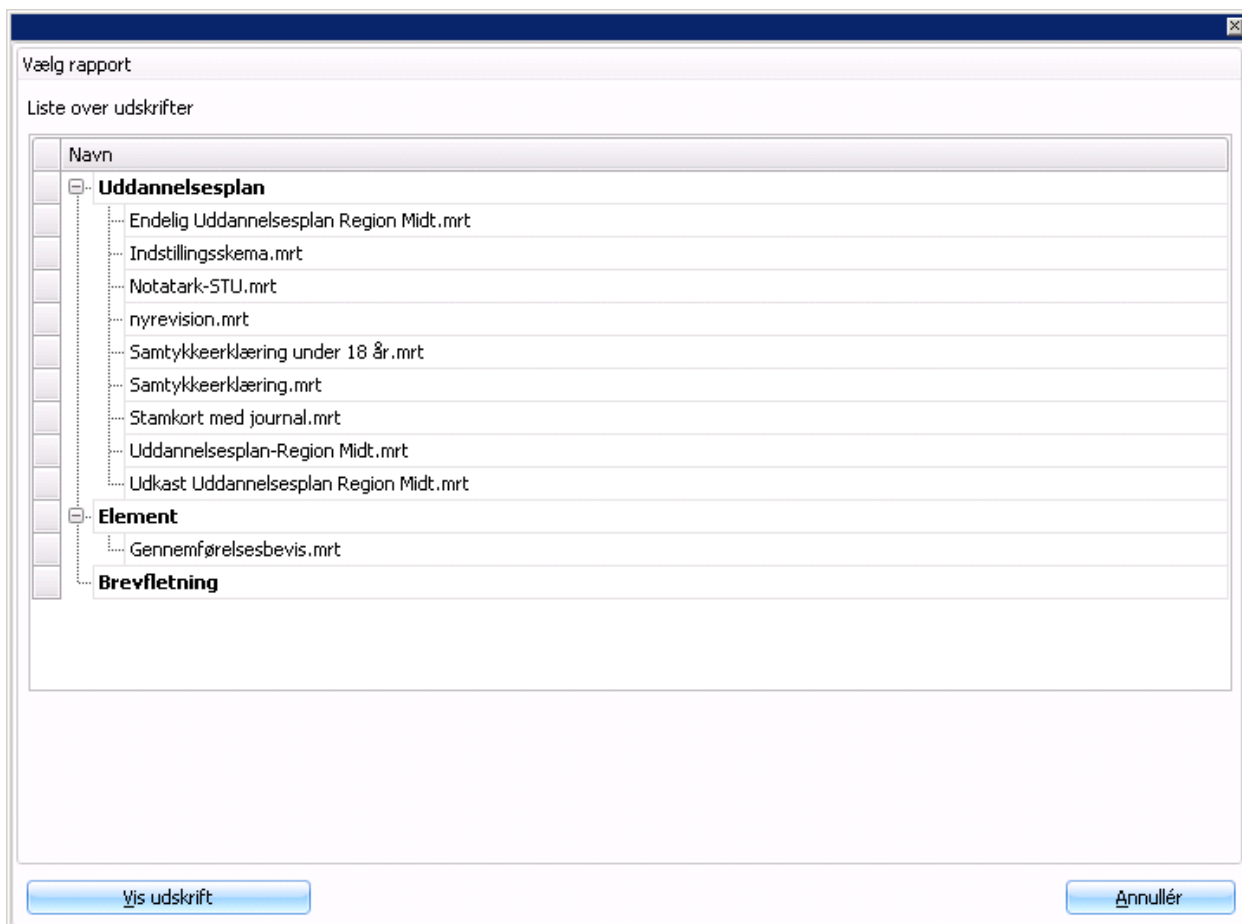 Vælg rapport
Liste over udskrifter
Navn
Uddannelsesplan
Endelig Uddannelsesplan Region Midt.mrt
Indstillingsskema.mrt
Notatark-STU.mrt
nyrevision.mrt
Samtykkeerklæring under 18 år.mrt
Samtykkeerklæring.mrt
Stamkort med journal.mrt
Uddannelsesplan-Region Midt.mrt
Udkast Uddannelsesplan Region Midt.mrt
Element
Gennemførelsesbevis.mrt
Brevfletning
Vis udskrift
Annullér